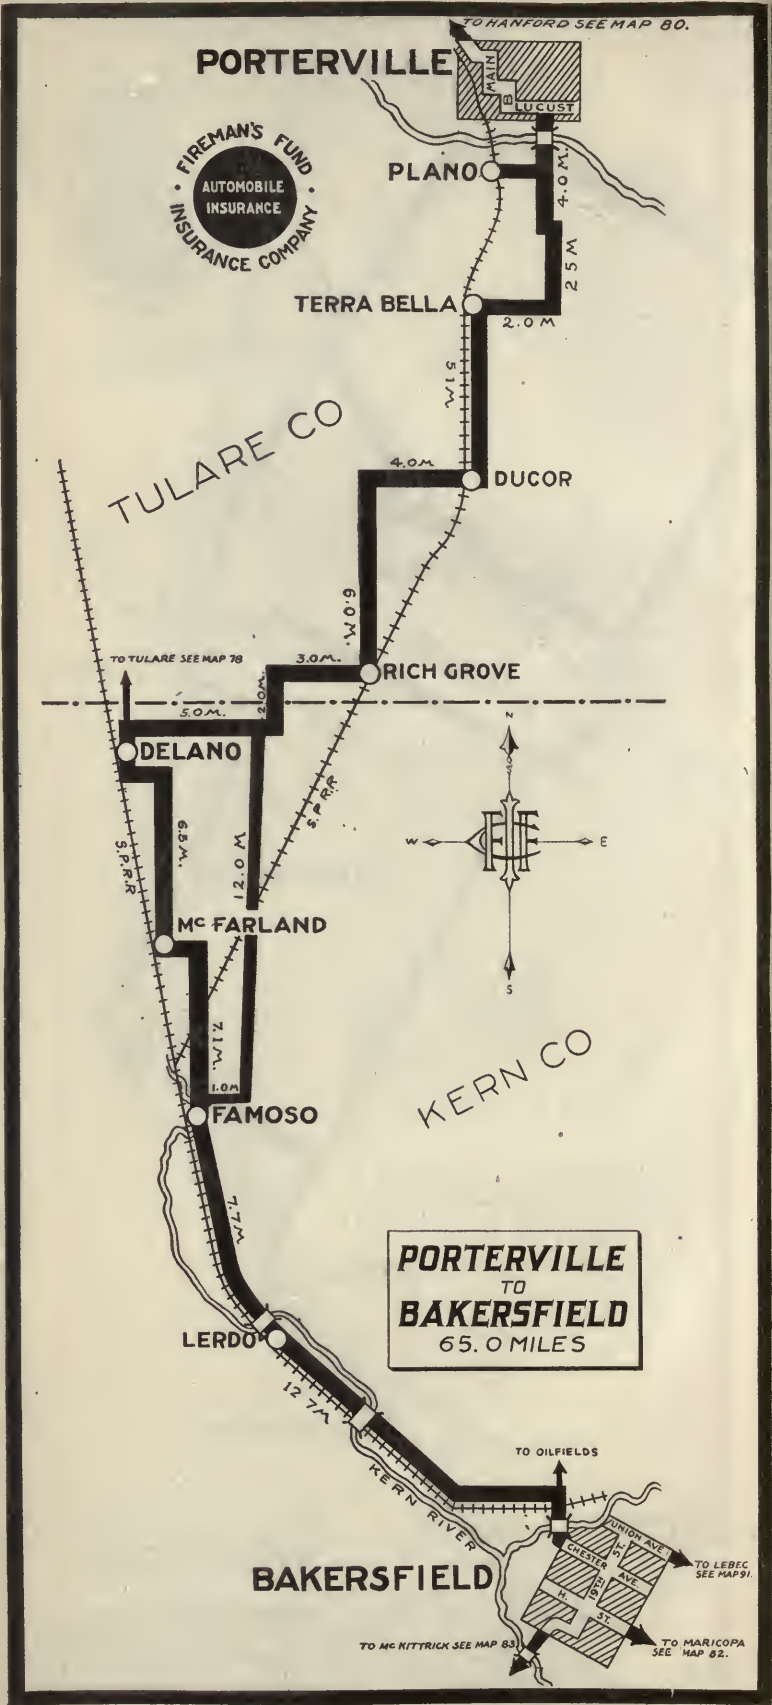 TO HANFORD SEE MAP 80.
PORTERVILLE
MAIN
B
LUCUST
FIREMAN'S FUND
AUTOMOBILE
INSURANCE
INSURANCE COMPANY
PLANO
4.0 M.
2 5 M
TERRA BELLA
2.0 M
5 1 M.
TULARE CO
4.0 M
DUCOR
6.0 M.
TO TULARE SEE MAP 78
3.0 M.
RICH GROVE
2.0 M.
5.0 M.
DELANO
N
S.P.R.R.
W
E
S
6.8 M.
S.P.R.R
12.0 M
Mc FARLAND
7.1 M.
1.0 M
FAMOSO
KERN CO
7.7 M
PORTERVILLE
TO
BAKERSFIELD
65.0 MILES
LERDO
12 7M
TO OILFIELDS
KERN RIVER
UNION AVE
CHESTER
AVE.
19TH
ST.
H.
ST.
BAKERSFIELD
TO LEBEC
SEE MAP 91.
TO MC KITTRICK SEE MAP 83.
TO MARICOPA
SEE MAP 82.